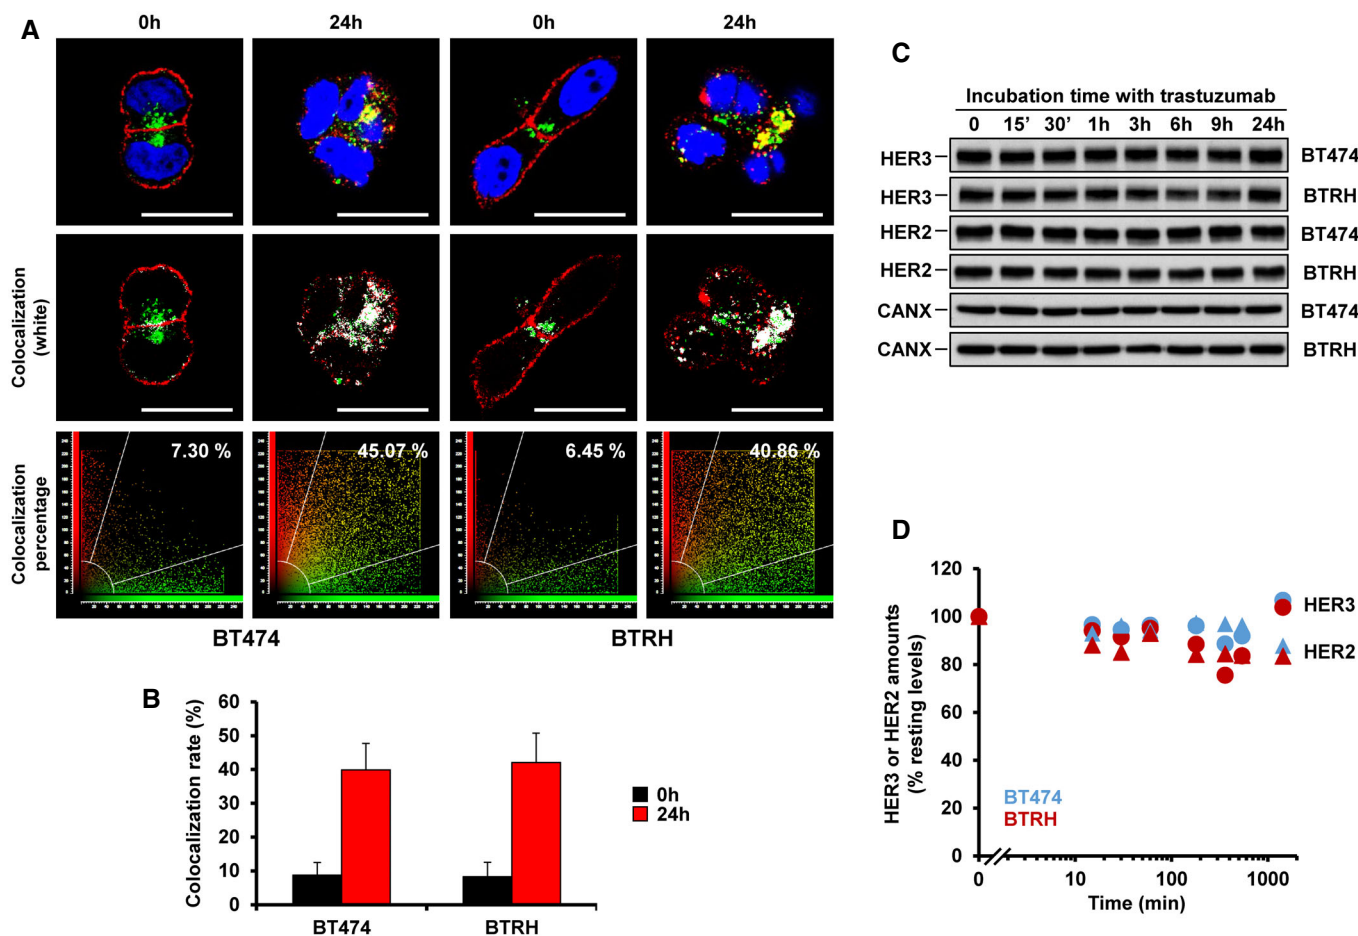 A
0h 24h 0h 24h
Colocalization
(white)
Colocalization
percentage
7.30 % 45.07 % 6.45 % 40.86 %
BT474 BTRH
B
Colocalization rate (%)
60
50
40
30
20
10
0
BT474 BTRH
0h
24h
C
Incubation time with trastuzumab
0 15’ 30’ 1h 3h 6h 9h 24h
HER3 BT474
HER3 BTRH
HER2 BT474
HER2 BTRH
CANX BT474
CANX BTRH
D
HER3 or HER2 amounts
(% resting levels)
120
100
80
60
40
20
0
HER3
HER2
BT474
BTRH
0 10 100 1000
Time (min)